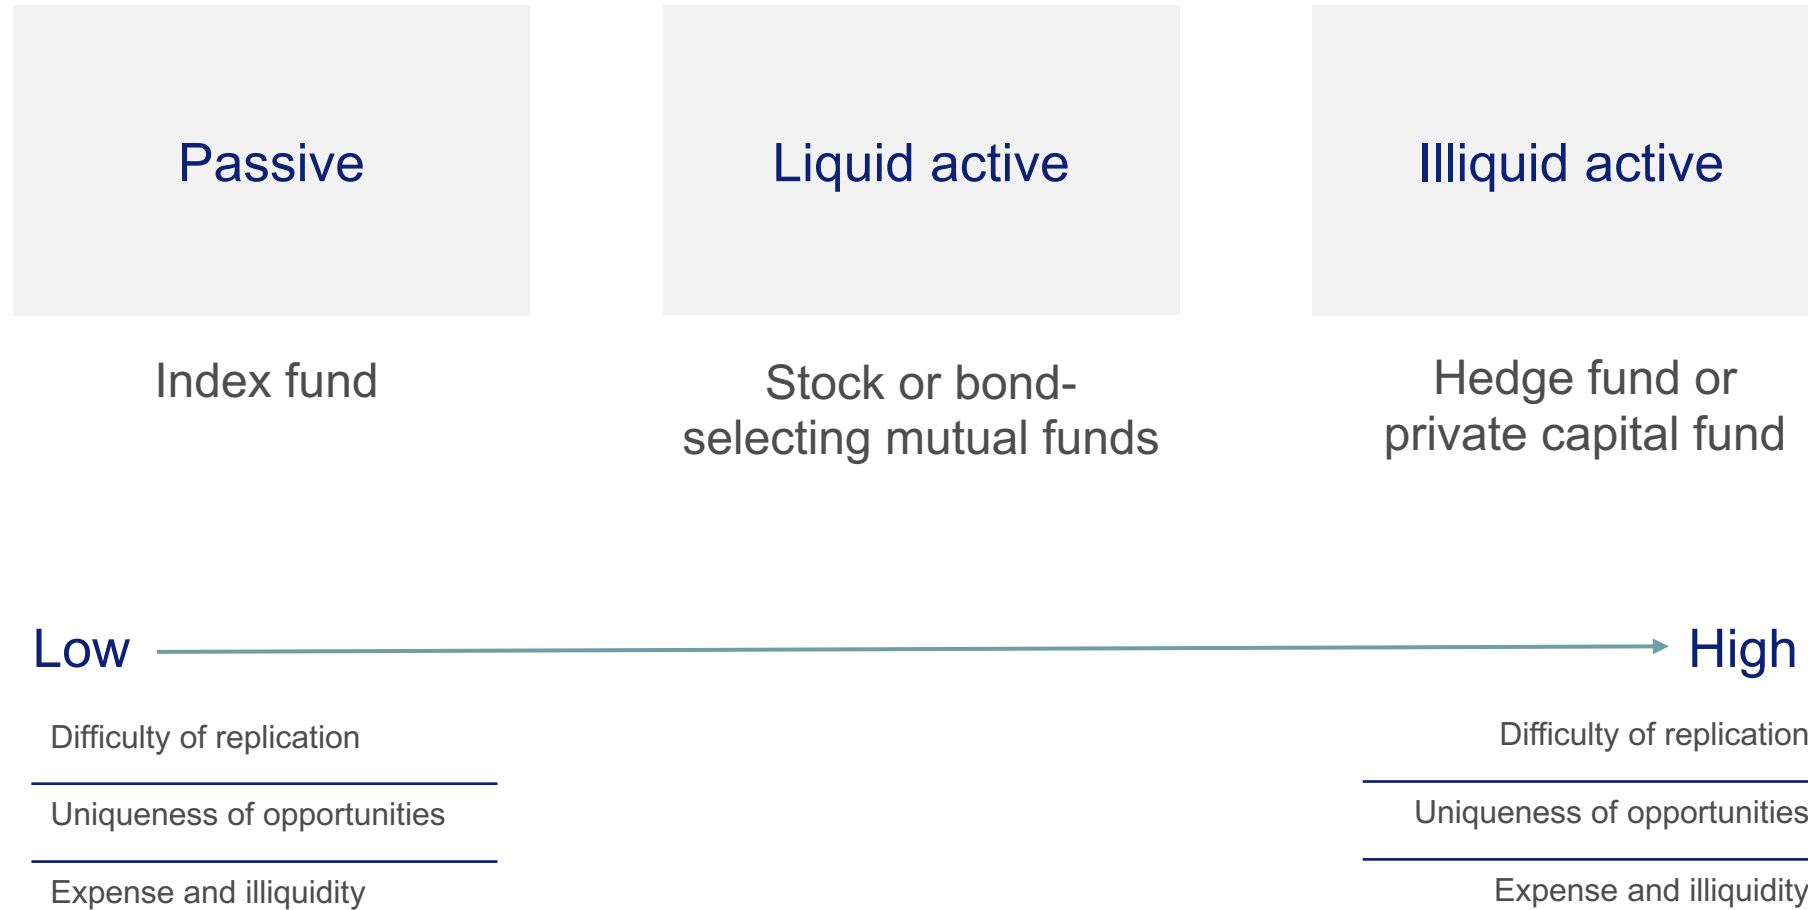 Passive
Liquid active
Illiquid active
Index fund
Stock or bond-
selecting mutual funds
Hedge fund or
private capital fund
Low
High
Difficulty of replication
Uniqueness of opportunities
Expense and illiquidity
Difficulty of replication
Uniqueness of opportunities
Expense and illiquidity